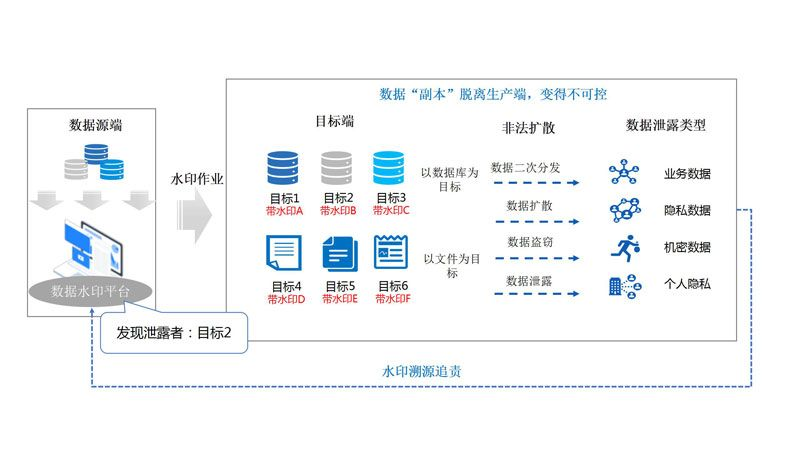 数据“副本”脱离生产端，变得不可控
数据源端
目标端
非法扩散
数据泄露类型
水印作业
目标1
带水印A
目标2
带水印B
目标3
带水印C
以数据库为
目标
数据二次分发
业务数据
数据扩散
隐私数据
目标4
带水印D
目标5
带水印E
目标6
带水印F
以文件为目
标
数据盗窃
机密数据
数据泄露
个人隐私
数据水印平台
发现泄露者：目标2
水印溯源追责